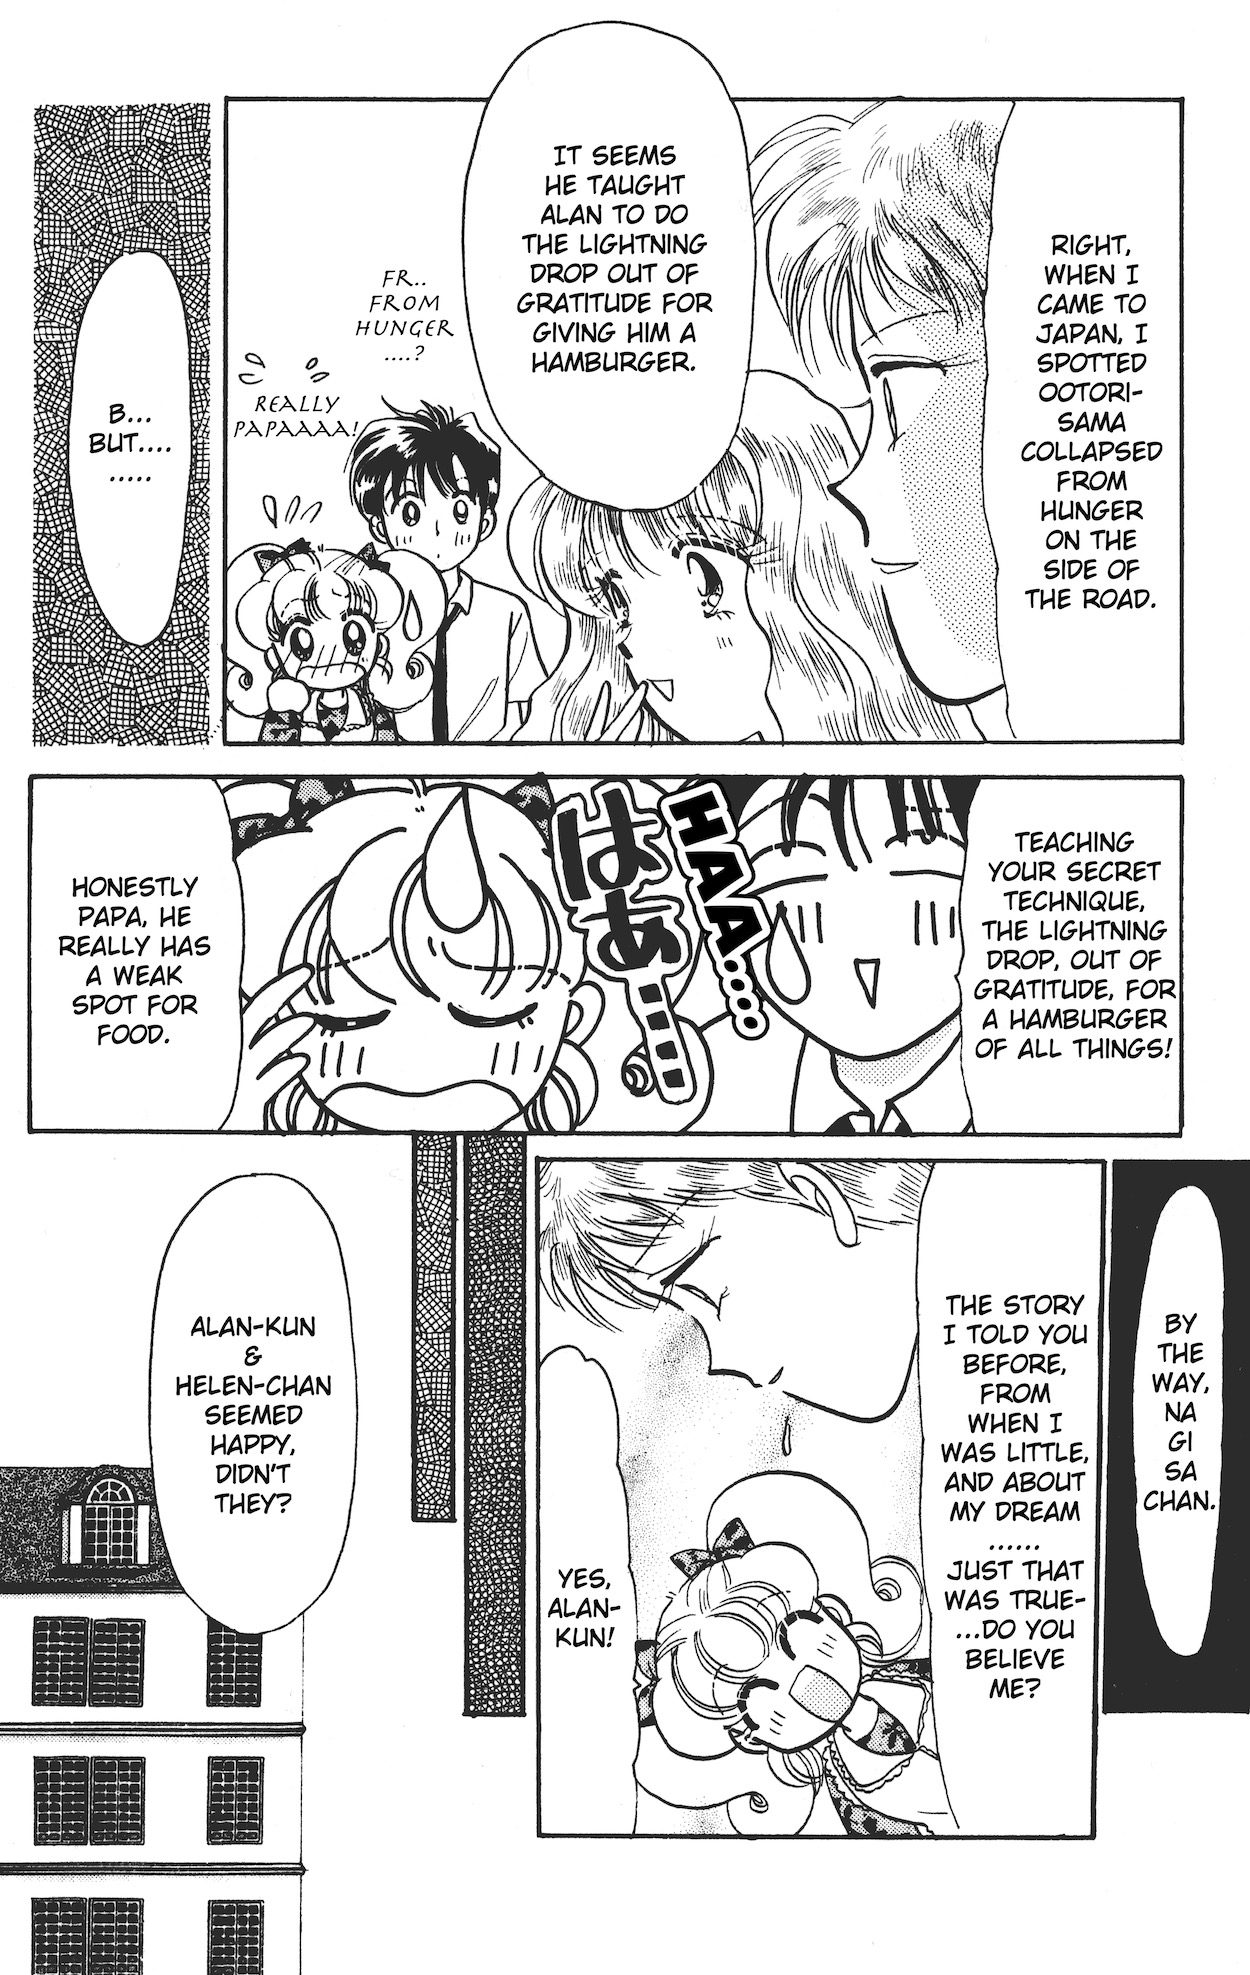 RIGHT,
WHEN I
CAME TO
JAPAN, I
SPOTTED
OOTORI-
SAMA
COLLAPSED
FROM
HUNGER
ON THE
SIDE OF
THE ROAD.
IT SEEMS
HE TAUGHT
ALAN TO DO
THE LIGHTNING
DROP OUT OF
GRATITUDE FOR
GIVING HIM A
HAMBURGER.
FR..
FROM
HUNGER
....?
REALLY
PAPAAAA!
B...
BUT....
.....
TEACHING
YOUR SECRET
TECHNIQUE,
THE LIGHTNING
DROP, OUT OF
GRATITUDE, FOR
A HAMBURGER
OF ALL THINGS!
HAA....
はあ....
HONESTLY
PAPA, HE
REALLY HAS
A WEAK
SPOT FOR
FOOD.
BY
THE
WAY,
NA
GI
SA
CHAN.
THE STORY
I TOLD YOU
BEFORE,
FROM
WHEN I
WAS LITTLE,
AND ABOUT
MY DREAM
......
JUST THAT
WAS TRUE-
...DO YOU
BELIEVE
ME?
YES,
ALAN-
KUN!
ALAN-KUN
&
HELEN-CHAN
SEEMED
HAPPY,
DIDN'T
THEY?